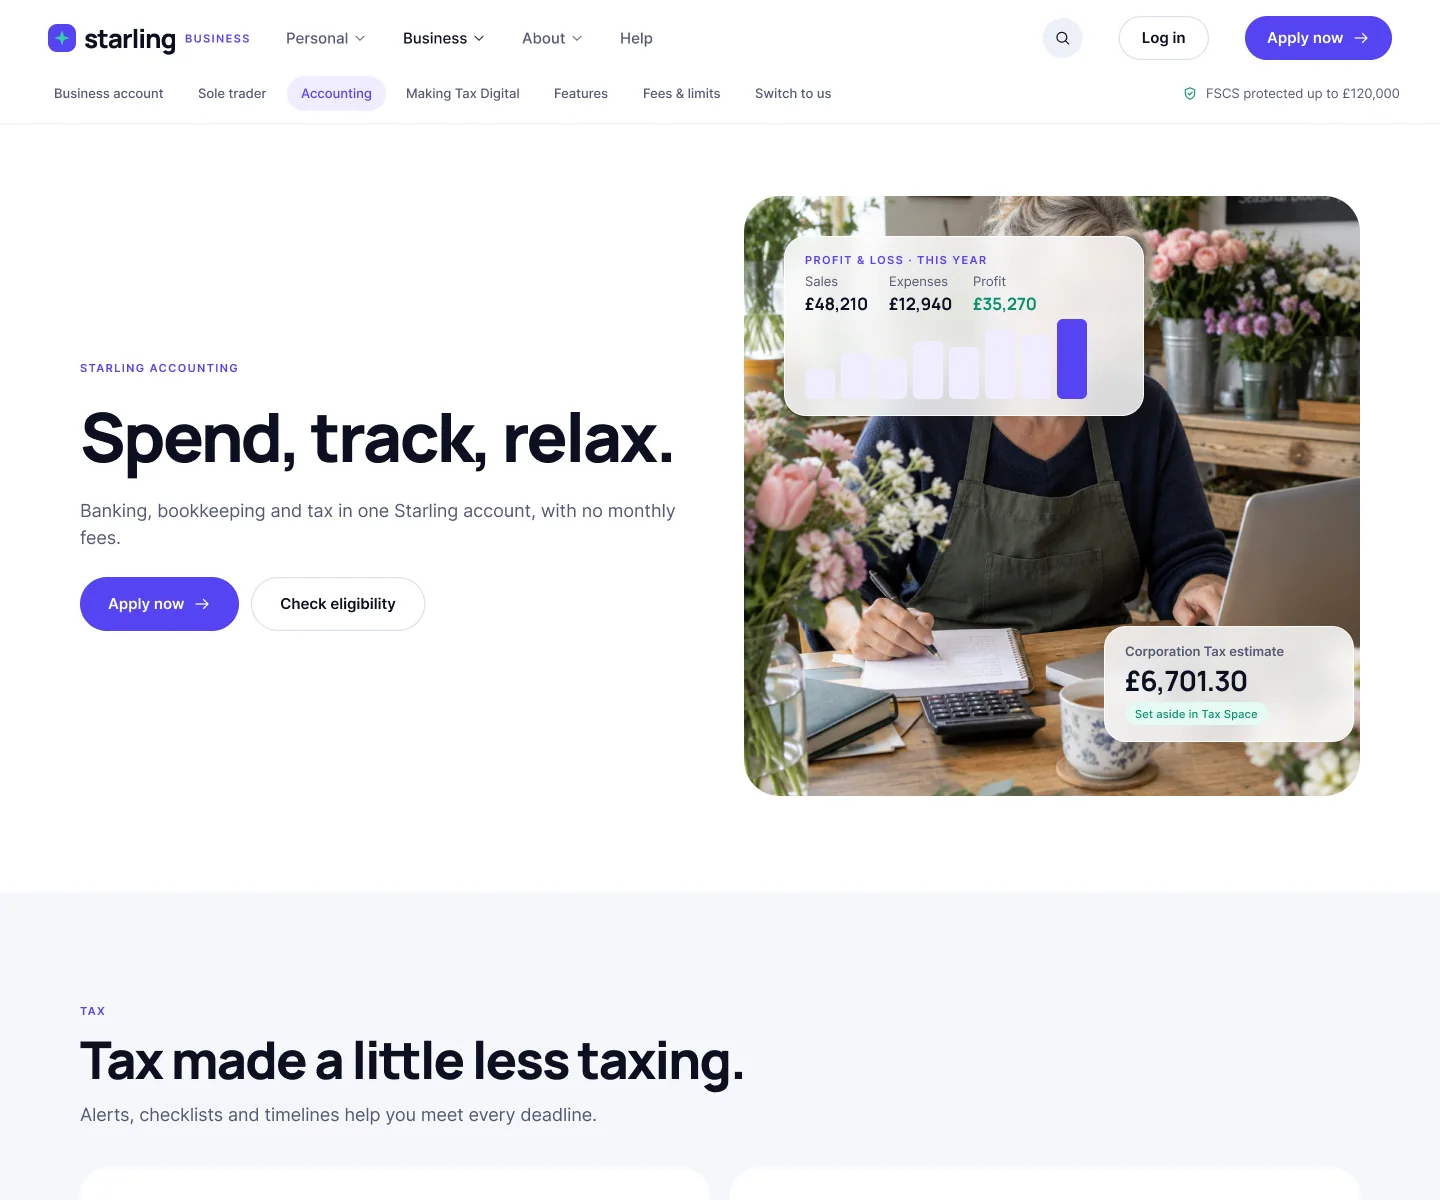 starling BUSINESS
Personal
Business
About
Help
Log in
Apply now
Business account
Sole trader
Accounting
Making Tax Digital
Features
Fees & limits
Switch to us
FSCS protected up to £120,000
STARLING ACCOUNTING
Spend, track, relax.
Banking, bookkeeping and tax in one Starling account, with no monthly
fees.
Apply now
Check eligibility
PROFIT & LOSS · THIS YEAR
Sales Expenses Profit
£48,210 £12,940 £35,270
Corporation Tax estimate
£6,701.30
Set aside in Tax Space
TAX
Tax made a little less taxing.
Alerts, checklists and timelines help you meet every deadline.